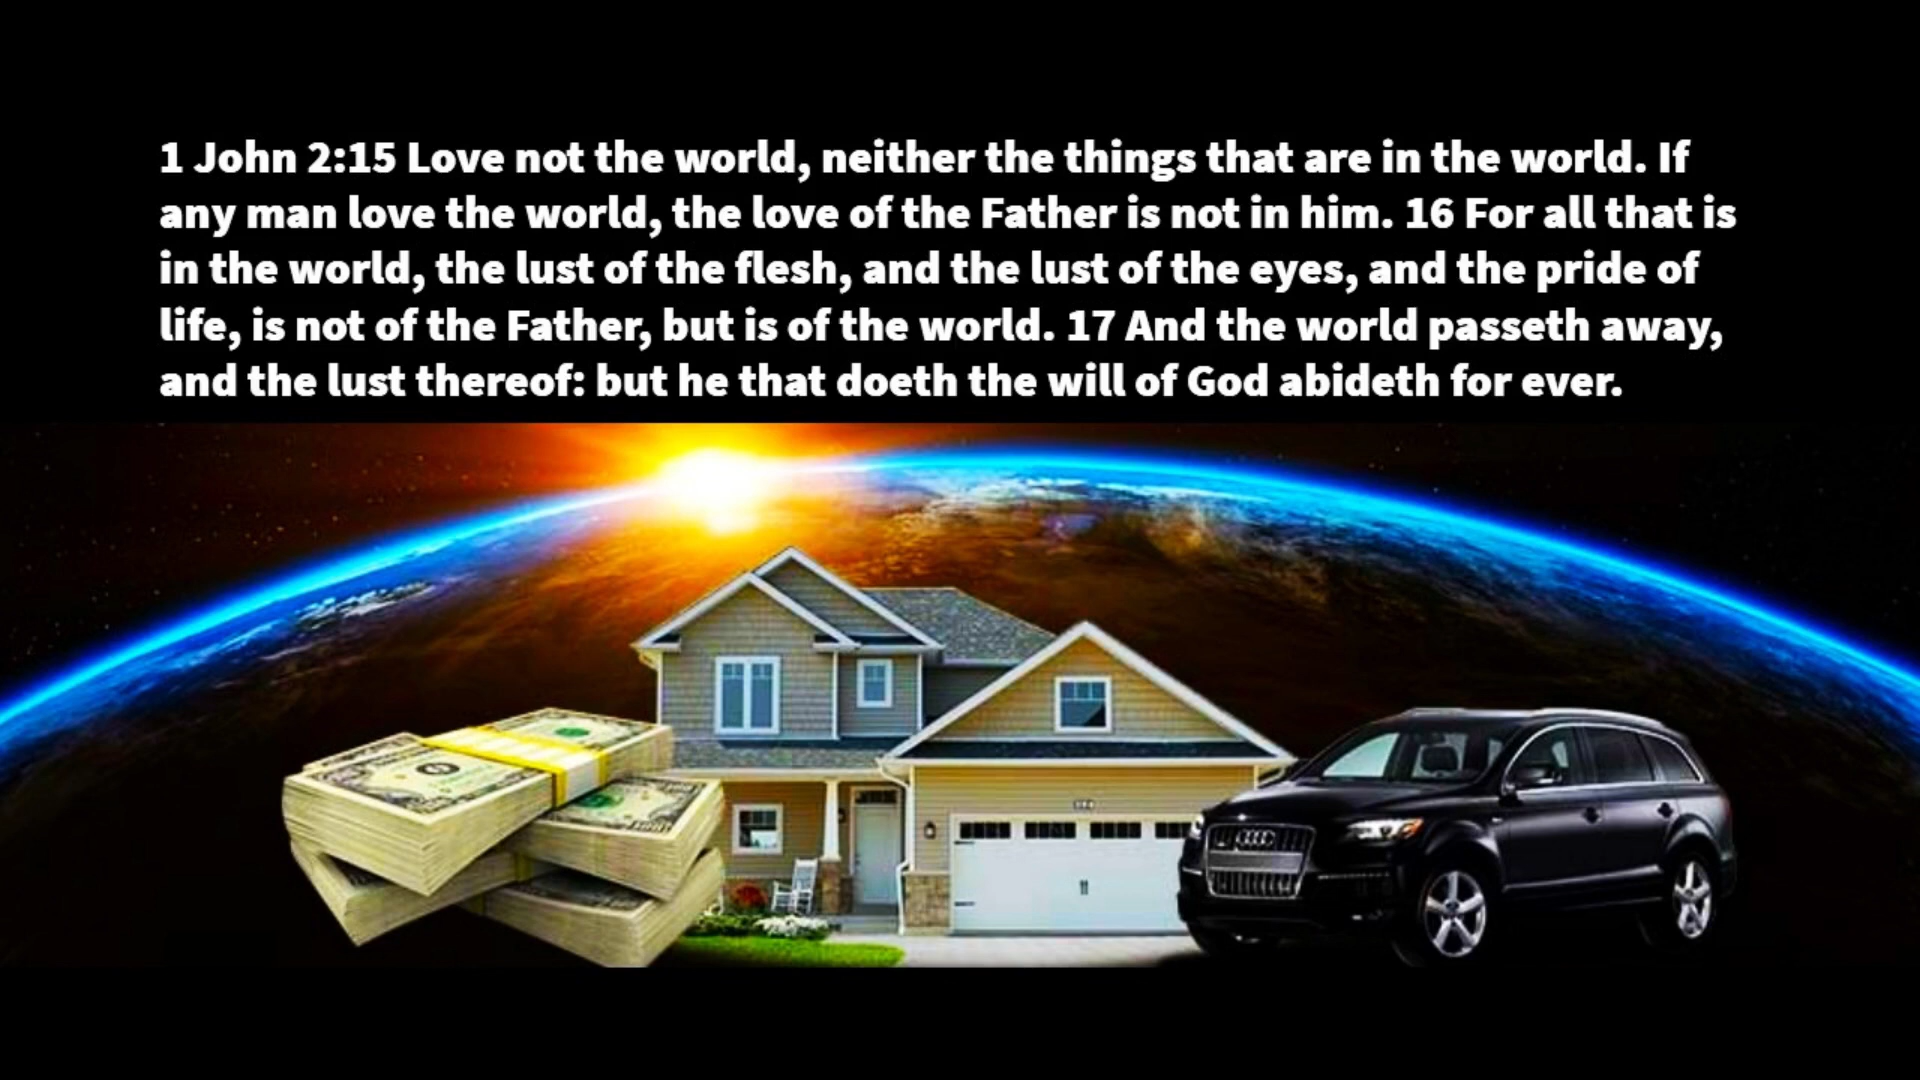 1 John 2:15 Love not the world, neither the things that are in the world. If
any man love the world, the love of the Father is not in him. 16 For all that is
in the world, the lust of the flesh, and the lust of the eyes, and the pride of
life, is not of the Father, but is of the world. 17 And the world passeth away,
and the lust thereof: but he that doeth the will of God abideth for ever.